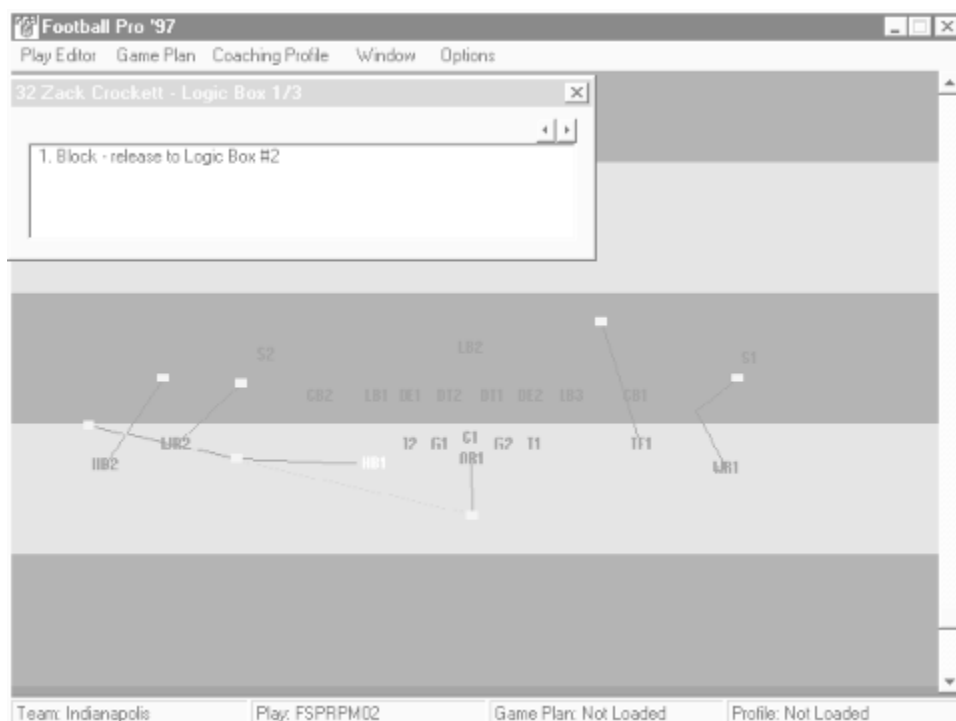 Football Pro '97
Play Editor Game Plan Coaching Profile Window Options
32 Zack Crockett - Logic Box 1/3
1. Block - release to Logic Box #2
S2 LB2 S1
CB2 LB1 DE1 DT2 DT1 DE2 LB3 CB1
WR2 T2 G1 C1 G2 T1 TE1
HB2 HB1 QB1 WR1
Team: Indianapolis Play: FSPRPM02 Game Plan: Not Loaded Profile: Not Loaded